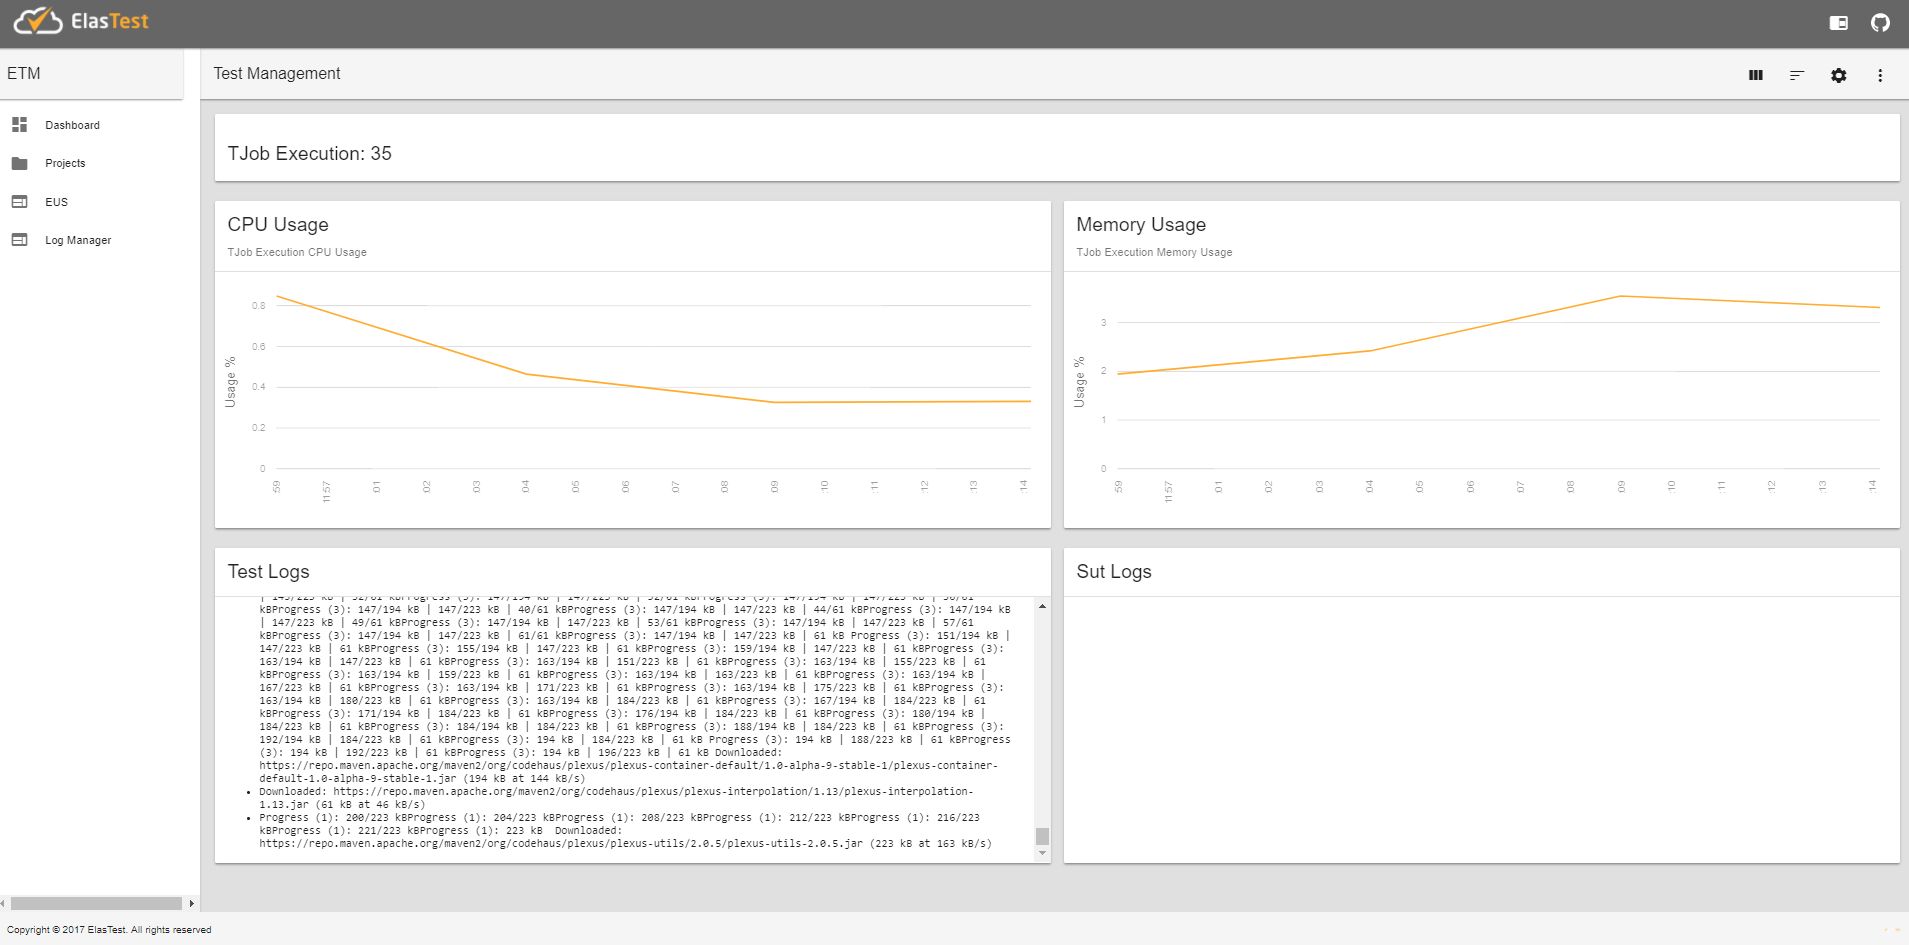 ElasTest
ETM
Test Management
Dashboard
Projects
EUS
Log Manager
TJob Execution: 35
CPU Usage
TJob Execution CPU Usage
Usage %
0.8
0.6
0.4
0.2
0
:59
11:57
:01
:02
:03
:04
:05
:06
:07
:08
:09
:10
:11
:12
:13
:14
Memory Usage
TJob Execution Memory Usage
Usage %
3
2
1
0
:59
11:57
:01
:02
:03
:04
:05
:06
:07
:08
:09
:10
:11
:12
:13
:14
Test Logs
kBProgress (3): 147/194 kB | 147/223 kB | 40/61 kBProgress (3): 147/194 kB | 147/223 kB | 44/61 kBProgress (3): 147/194 kB
| 147/223 kB | 49/61 kBProgress (3): 147/194 kB | 147/223 kB | 53/61 kBProgress (3): 147/194 kB | 147/223 kB | 57/61
kBProgress (3): 147/194 kB | 147/223 kB | 61/61 kBProgress (3): 147/194 kB | 147/223 kB | 61 kB Progress (3): 151/194 kB |
147/223 kB | 61 kBProgress (3): 155/194 kB | 147/223 kB | 61 kBProgress (3): 159/194 kB | 147/223 kB | 61 kBProgress (3):
163/194 kB | 147/223 kB | 61 kBProgress (3): 163/194 kB | 151/223 kB | 61 kBProgress (3): 163/194 kB | 155/223 kB | 61
kBProgress (3): 163/194 kB | 159/223 kB | 61 kBProgress (3): 163/194 kB | 163/223 kB | 61 kBProgress (3): 163/194 kB |
167/223 kB | 61 kBProgress (3): 163/194 kB | 171/223 kB | 61 kBProgress (3): 163/194 kB | 175/223 kB | 61 kBProgress (3):
163/194 kB | 180/223 kB | 61 kBProgress (3): 163/194 kB | 184/223 kB | 61 kBProgress (3): 167/194 kB | 184/223 kB | 61
kBProgress (3): 171/194 kB | 184/223 kB | 61 kBProgress (3): 176/194 kB | 184/223 kB | 61 kBProgress (3): 180/194 kB |
184/223 kB | 61 kBProgress (3): 184/194 kB | 184/223 kB | 61 kBProgress (3): 188/194 kB | 184/223 kB | 61 kBProgress (3):
192/194 kB | 184/223 kB | 61 kBProgress (3): 194 kB | 184/223 kB | 61 kB Progress (3): 194 kB | 188/223 kB | 61 kBProgress
(3): 194 kB | 192/223 kB | 61 kBProgress (3): 194 kB | 196/223 kB | 61 kB Downloaded:
https://repo.maven.apache.org/maven2/org/codehaus/plexus/plexus-container-default/1.0-alpha-9-stable-1/plexus-container-
default-1.0-alpha-9-stable-1.jar (194 kB at 144 kB/s)
• Downloaded: https://repo.maven.apache.org/maven2/org/codehaus/plexus/plexus-interpolation/1.13/plexus-interpolation-
1.13.jar (61 kB at 46 kB/s)
• Progress (1): 200/223 kBProgress (1): 204/223 kBProgress (1): 208/223 kBProgress (1): 212/223 kBProgress (1): 216/223
kBProgress (1): 221/223 kBProgress (1): 223 kB Downloaded:
https://repo.maven.apache.org/maven2/org/codehaus/plexus/plexus-utils/2.0.5/plexus-utils-2.0.5.jar (223 kB at 163 kB/s)
Sut Logs
Copyright © 2017 ElasTest. All rights reserved